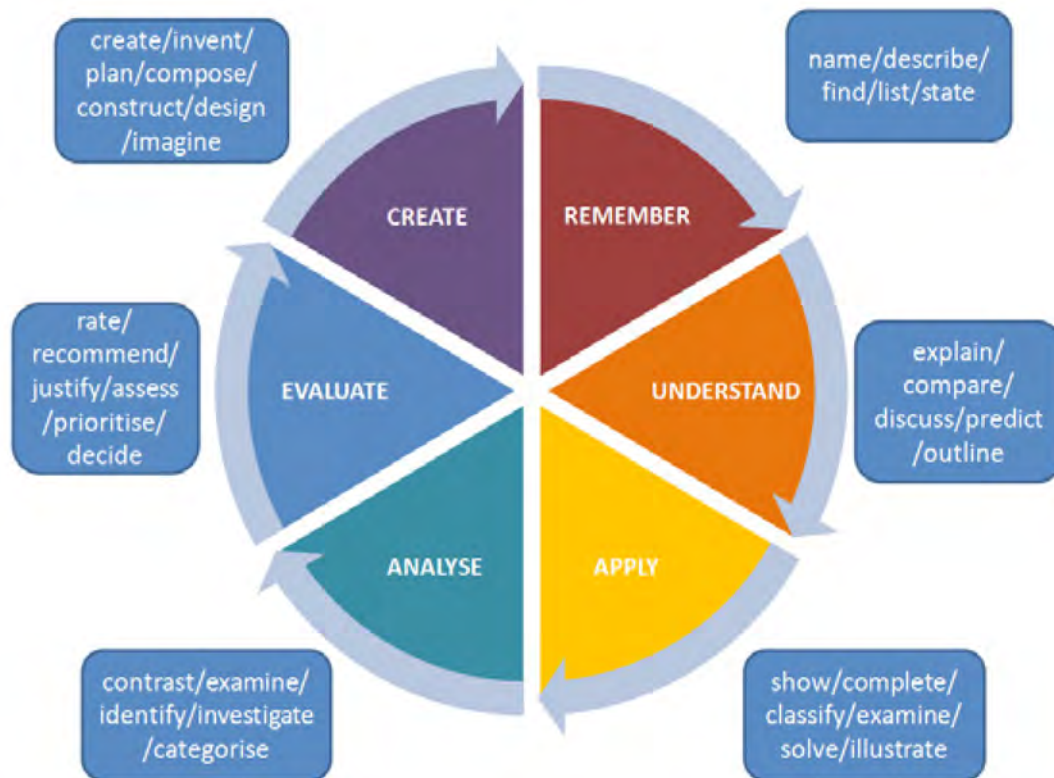 create/invent/
plan/compose/
construct/design
/imagine
name/describe/
find/list/state
CREATE
REMEMBER
rate/
recommend/
justify/assess
/prioritise/
decide
EVALUATE
UNDERSTAND
explain/
compare/
discuss/predict
/outline
ANALYSE
APPLY
contrast/examine/
identify/investigate
/categorise
show/complete/
classify/examine/
solve/illustrate